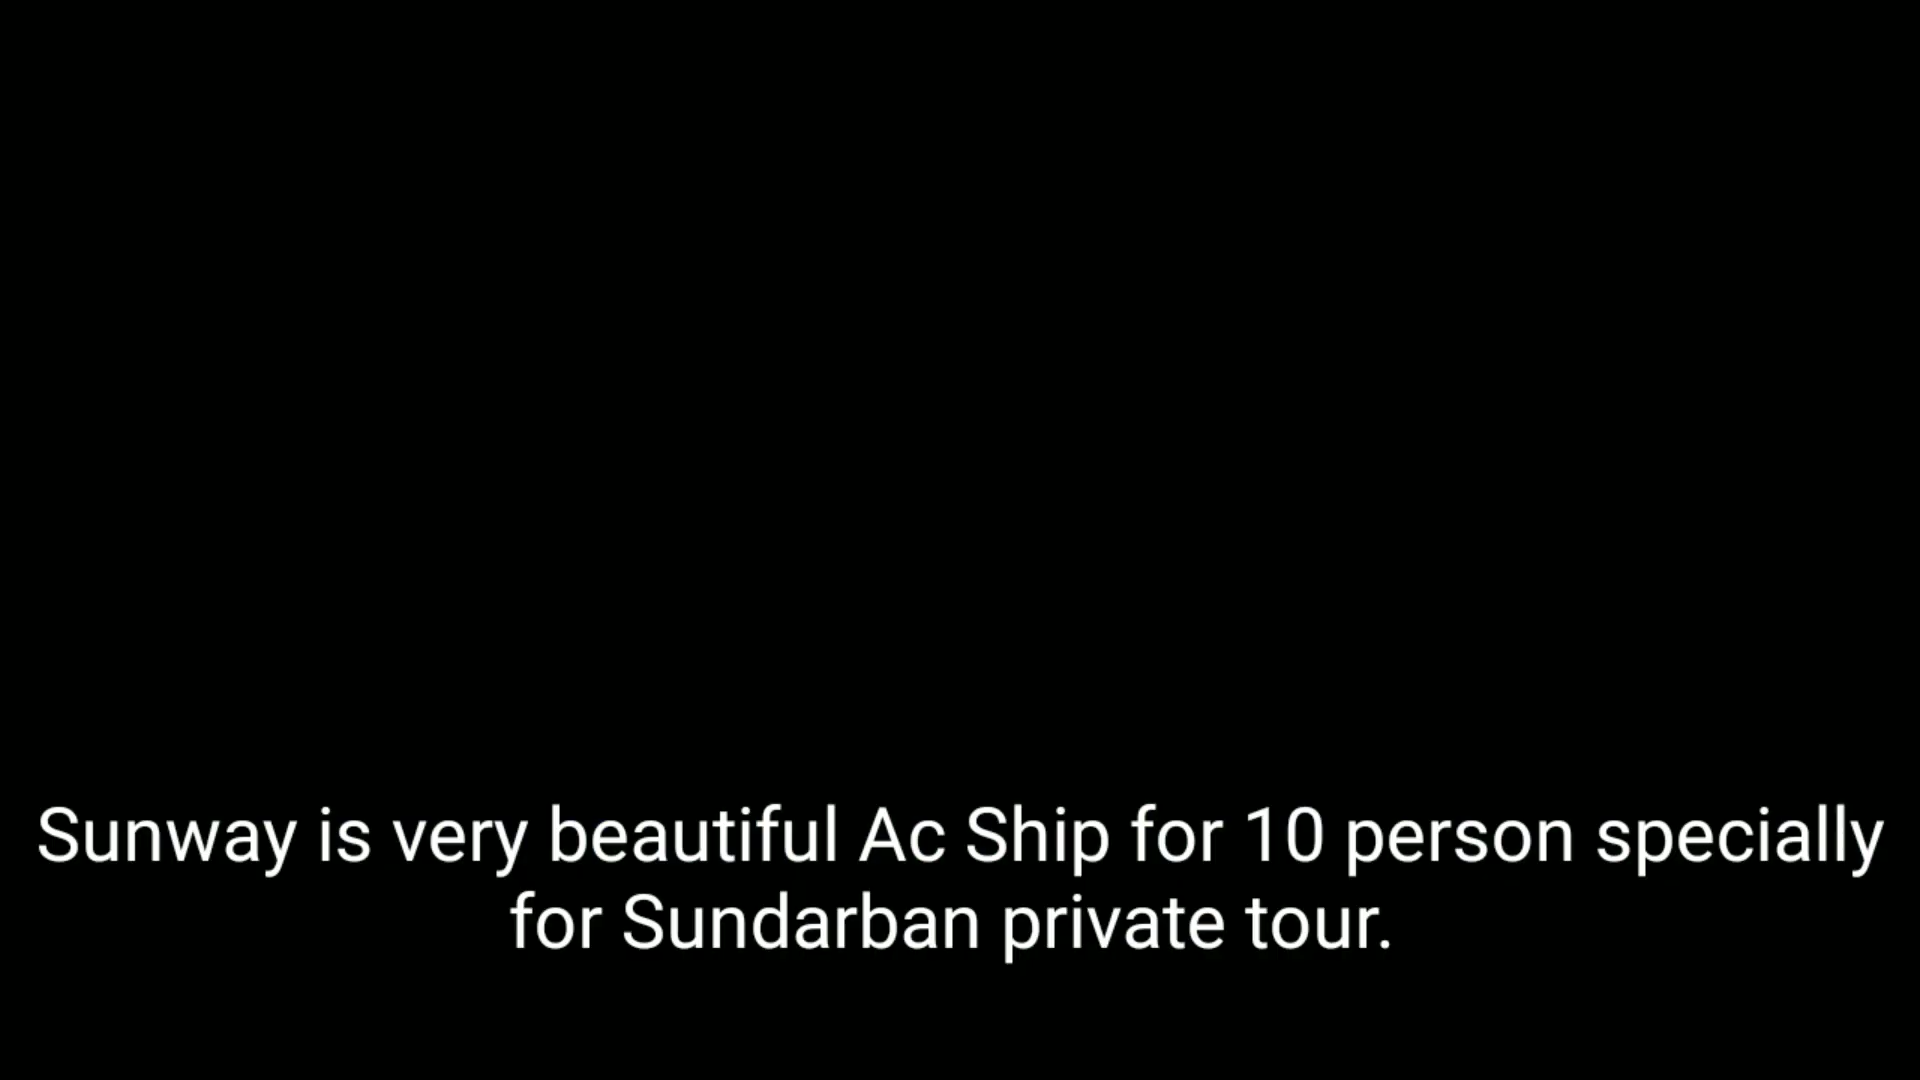 Sunway is very beautiful Ac Ship for 10 person specially
for Sundarban private tour.